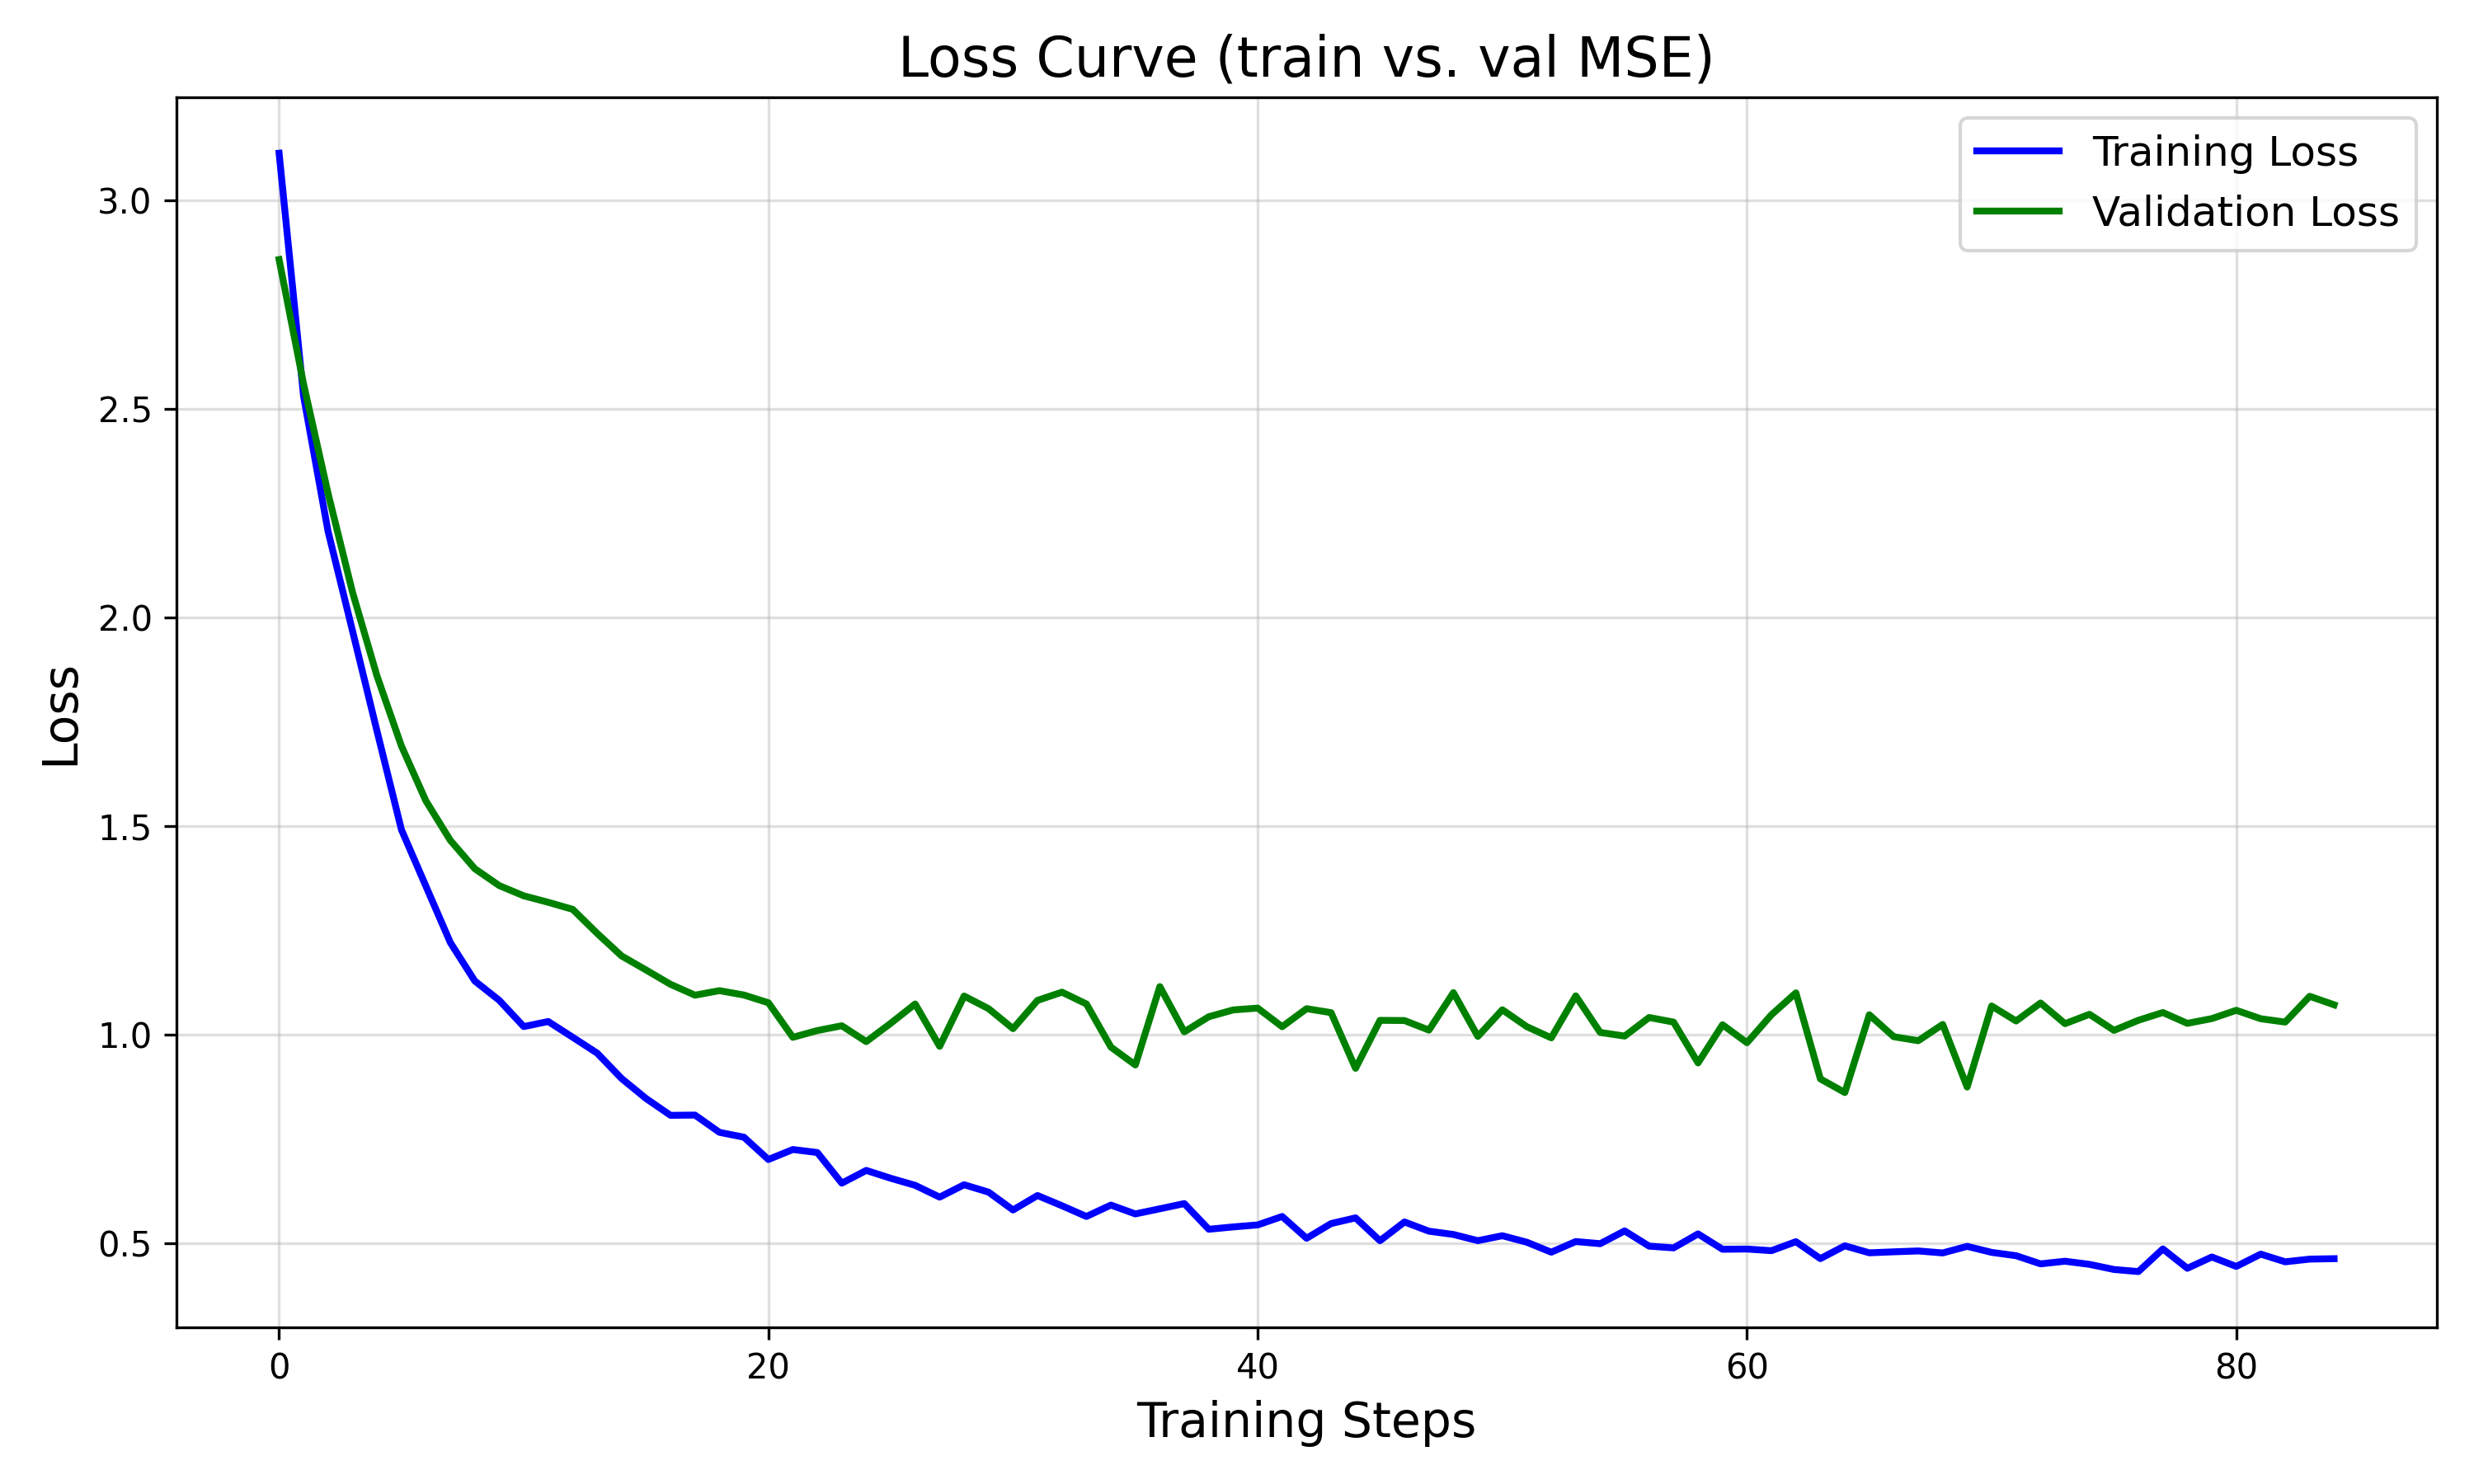 Loss Curve (train vs. val MSE)
Training Loss
Validation Loss
3.0
2.5
2.0
1.5
1.0
0.5
Loss
0 20 40 60 80
Training Steps